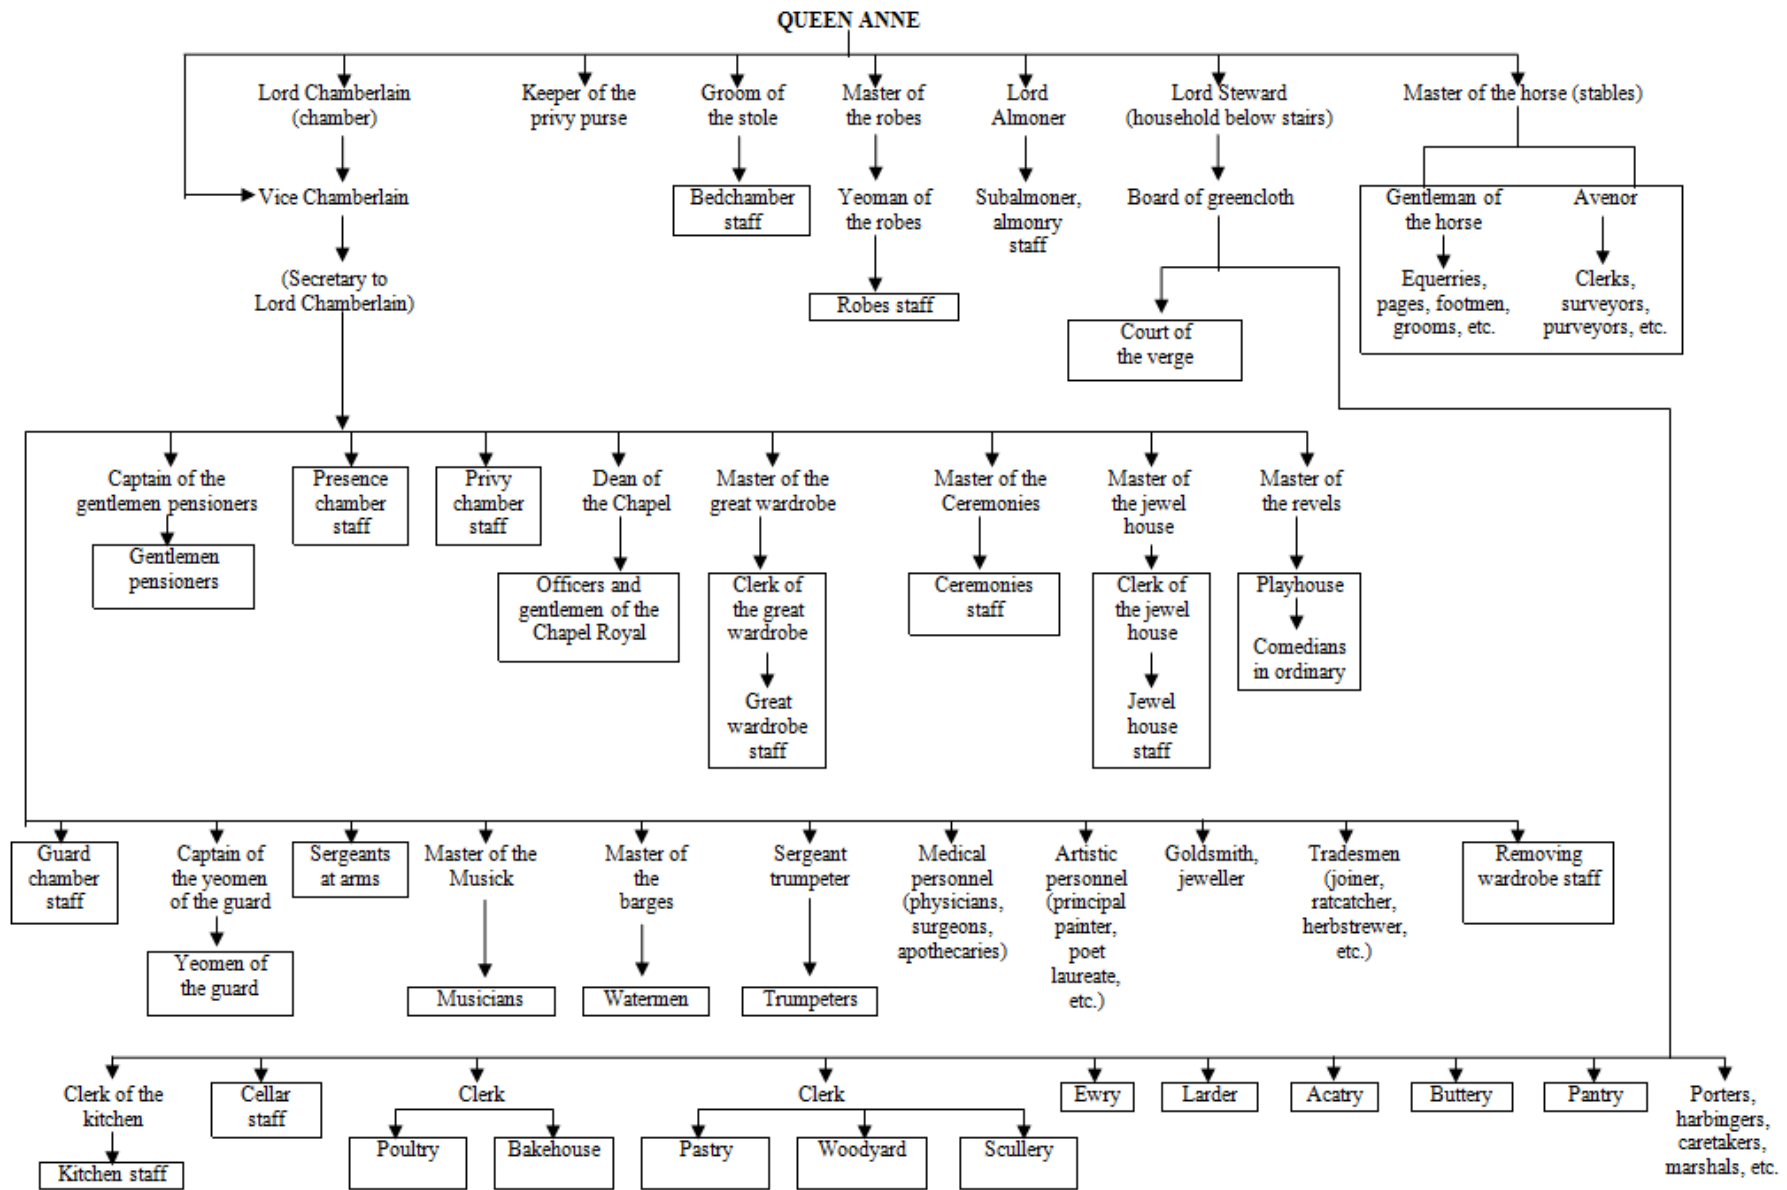 QUEEN ANNE
Lord Chamberlain
(chamber)
Keeper of the
privy purse
Groom of
the stole
Master of
the robes
Lord
Almoner
Lord Steward
(household below stairs)
Master of the horse (stables)
Vice Chamberlain
Bedchamber
staff
Yeoman of
the robes
Subalmoner,
almonry
staff
Board of greencloth
Gentleman of
the horse
Avenor
(Secretary to
Lord Chamberlain)
Robes staff
Court of
the verge
Equerries,
pages, footmen,
grooms, etc.
Clerks,
surveyors,
purveyors, etc.
Captain of the
gentlemen pensioners
Presence
chamber
staff
Privy
chamber
staff
Dean of
the Chapel
Master of the
great wardrobe
Master of the
Ceremonies
Master of
the jewel
house
Master of
the revels
Gentlemen
pensioners
Officers and
gentlemen of the
Chapel Royal
Clerk of
the great
wardrobe
Great
wardrobe
staff
Ceremonies
staff
Clerk of
the jewel
house
Jewel
house
staff
Playhouse
Comedians
in ordinary
Guard
chamber
staff
Captain of
the yeomen
of the guard
Sergeants
at arms
Master of the
Musick
Master of
the
barges
Sergeant
trumpeter
Medical
personnel
(physicians,
surgeons,
apothecaries)
Artistic
personnel
(principal
painter,
poet
laureate,
etc.)
Goldsmith,
jeweller
Tradesmen
(joiner,
ratcatcher,
herbstrewer,
etc.)
Removing
wardrobe staff
Yeomen of
the guard
Musicians
Watermen
Trumpeters
Clerk of the
kitchen
Cellar
staff
Clerk
Clerk
Ewry
Larder
Acatry
Buttery
Pantry
Porters,
harbingers,
caretakers,
marshals, etc.
Kitchen staff
Poultry
Bakehouse
Pastry
Woodyard
Scullery